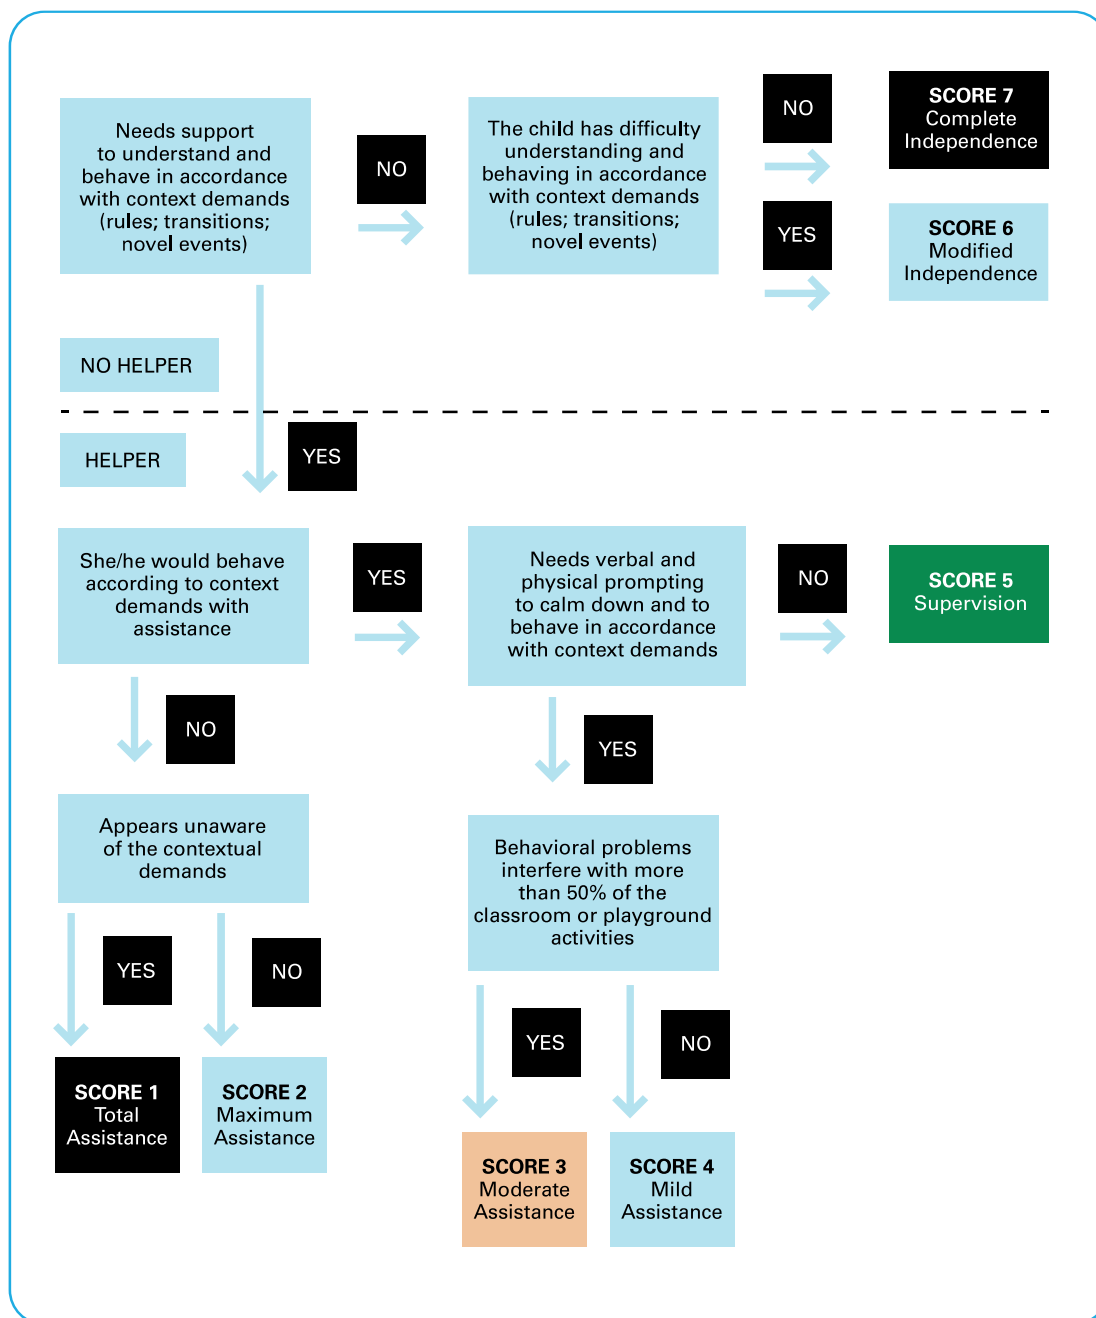 Needs support
to understand and
behave in accordance
with context demands
(rules; transitions;
novel events)
NO
The child has difficulty
understanding and
behaving in accordance
with context demands
(rules; transitions;
novel events)
NO
SCORE 7
Complete
Independence
YES
SCORE 6
Modified
Independence
NO HELPER
HELPER
YES
She/he would behave
according to context
demands with
assistance
YES
Needs verbal and
physical prompting
to calm down and to
behave in accordance
with context demands
NO
SCORE 5
Supervision
NO
YES
Appears unaware
of the contextual
demands
Behavioral problems
interfere with more
than 50% of the
classroom or playground
activities
YES
NO
YES
NO
SCORE 1
Total
Assistance
SCORE 2
Maximum
Assistance
SCORE 3
Moderate
Assistance
SCORE 4
Mild
Assistance